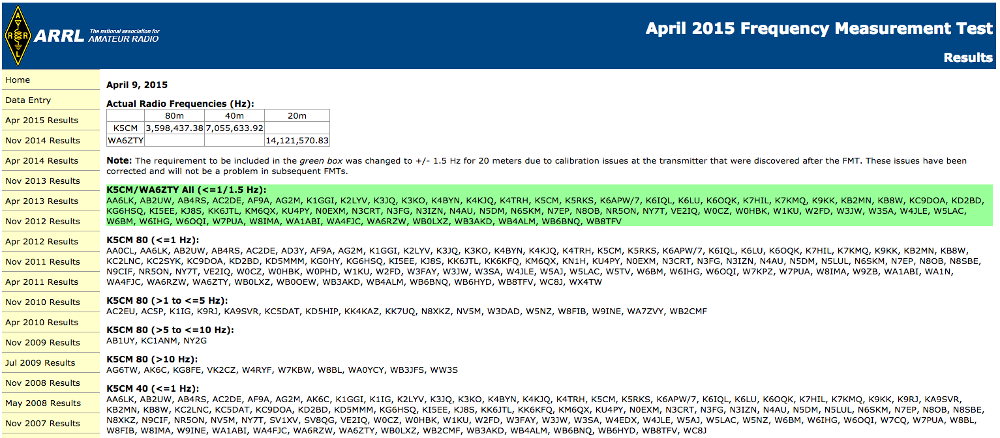 A
R R
L
ARRL The national association for
AMATEUR RADIO
April 2015 Frequency Measurement Test
Results
Home
Data Entry
Apr 2015 Results
Nov 2014 Results
Apr 2014 Results
Nov 2013 Results
Apr 2013 Results
Nov 2012 Results
Apr 2012 Results
Nov 2011 Results
Apr 2011 Results
Nov 2010 Results
Apr 2010 Results
Nov 2009 Results
Jul 2009 Results
Nov 2008 Results
May 2008 Results
Nov 2007 Results
April 9, 2015
Actual Radio Frequencies (Hz):
80m 40m 20m
K5CM 3,598,437.38 7,055,633.92
WA6ZTY 14,121,570.83
Note: The requirement to be included in the green box was changed to +/- 1.5 Hz for 20 meters due to calibration issues at the transmitter that were discovered after the FMT. These issues have been
corrected and will not be a problem in subsequent FMTs.
K5CM/WA6ZTY All (<=1/1.5 Hz):
AA6LK, AB2UW, AB4RS, AC2DE, AF9A, AG2M, K1GGI, K2LYV, K3JQ, K3KO, K4BYN, K4KJQ, K4TRH, K5CM, K5RKS, K6APW/7, K6IQL, K6LU, K6OQK, K7HIL, K7KMQ, K9KK, KB2MN, KB8W, KC9DOA, KD2BD,
KG6HSQ, KI5EE, KJ8S, KK6JTL, KM6QX, KU4PY, N0EXM, N3CRT, N3FG, N3IZN, N4AU, N5DM, N6SKM, N7EP, N8OB, NR5ON, NY7T, VE2IQ, W0CZ, W0HBK, W1KU, W2FD, W3JW, W3SA, W4JLE, W5LAC,
W6BM, W6IHG, W6OQI, W7PUA, W8IMA, WA1ABI, WA4FJC, WA6RZW, WB0LXZ, WB3AKD, WB4ALM, WB6BNQ, WB8TFV
K5CM 80 (<=1 Hz):
AA0CL, AA6LK, AB2UW, AB4RS, AC2DE, AD3Y, AF9A, AG2M, K1GGI, K2LYV, K3JQ, K3KO, K4BYN, K4KJQ, K4TRH, K5CM, K5RKS, K6APW/7, K6IQL, K6LU, K6OQK, K7HIL, K7KMQ, K9KK, KB2MN, KB8W,
KC2LNC, KC2SYK, KC9DOA, KD2BD, KD5MMM, KG0HY, KG6HSQ, KI5EE, KJ8S, KK6JTL, KK6KFQ, KM6QX, KN1H, KU4PY, N0EXM, N3CRT, N3FG, N3IZN, N4AU, N5DM, N5LUL, N6SKM, N7EP, N8OB, N8SBE,
N9CIF, NR5ON, NY7T, VE2IQ, W0CZ, W0HBK, W0PHD, W1KU, W2FD, W3FAY, W3JW, W3SA, W4JLE, W5AJ, W5LAC, W5TV, W6BM, W6IHG, W6OQI, W7KPZ, W7PUA, W8IMA, W9ZB, WA1ABI, WA1N,
WA4FJC, WA6RZW, WA6ZTY, WB0LXZ, WB0OEW, WB3AKD, WB4ALM, WB6BNQ, WB6HYD, WB8TFV, WC8J, WX4TW
K5CM 80 (>1 to <=5 Hz):
AC2EU, AC5P, K1IG, K9RJ, KA9SVR, KC5DAT, KD5HIP, KK4KAZ, KK7UQ, N8XKZ, NV5M, W3DAD, W5NZ, W8FIB, W9INE, WA7ZVY, WB2CMF
K5CM 80 (>5 to <=10 Hz):
AB1UY, KC1ANM, NY2G
K5CM 80 (>10 Hz):
AG6TW, AK6C, KG8FE, VK2CZ, W4RYF, W7KBW, W8BL, WA0YCY, WB3JFS, WW3S
K5CM 40 (<=1 Hz):
AA6LK, AB2UW, AB4RS, AC2DE, AF9A, AG2M, AK6C, K1GGI, K1IG, K2LYV, K3JQ, K3KO, K4BYN, K4KJQ, K4TRH, K5CM, K5RKS, K6APW/7, K6IQL, K6LU, K6OQK, K7HIL, K7KMQ, K9KK, K9RJ, KA9SVR,
KB2MN, KB8W, KC2LNC, KC5DAT, KC9DOA, KD2BD, KD5MMM, KG6HSQ, KI5EE, KJ8S, KK6JTL, KK6KFQ, KM6QX, KU4PY, N0EXM, N3CRT, N3FG, N3IZN, N4AU, N5DM, N5LUL, N6SKM, N7EP, N8OB, N8SBE,
N8XKZ, N9CIF, NR5ON, NV5M, NY7T, SV1XV, SV8QG, VE2IQ, W0CZ, W0HBK, W1KU, W2FD, W3FAY, W3JW, W3SA, W4EDX, W4JLE, W5AJ, W5LAC, W5NZ, W6BM, W6IHG, W6OQI, W7CQ, W7PUA, W8BL,
W8FIB, W8IMA, W9INE, WA1ABI, WA4FJC, WA6RZW, WA6ZTY, WB0LXZ, WB2CMF, WB3AKD, WB4ALM, WB6BNQ, WB6HYD, WB8TFV, WC8J